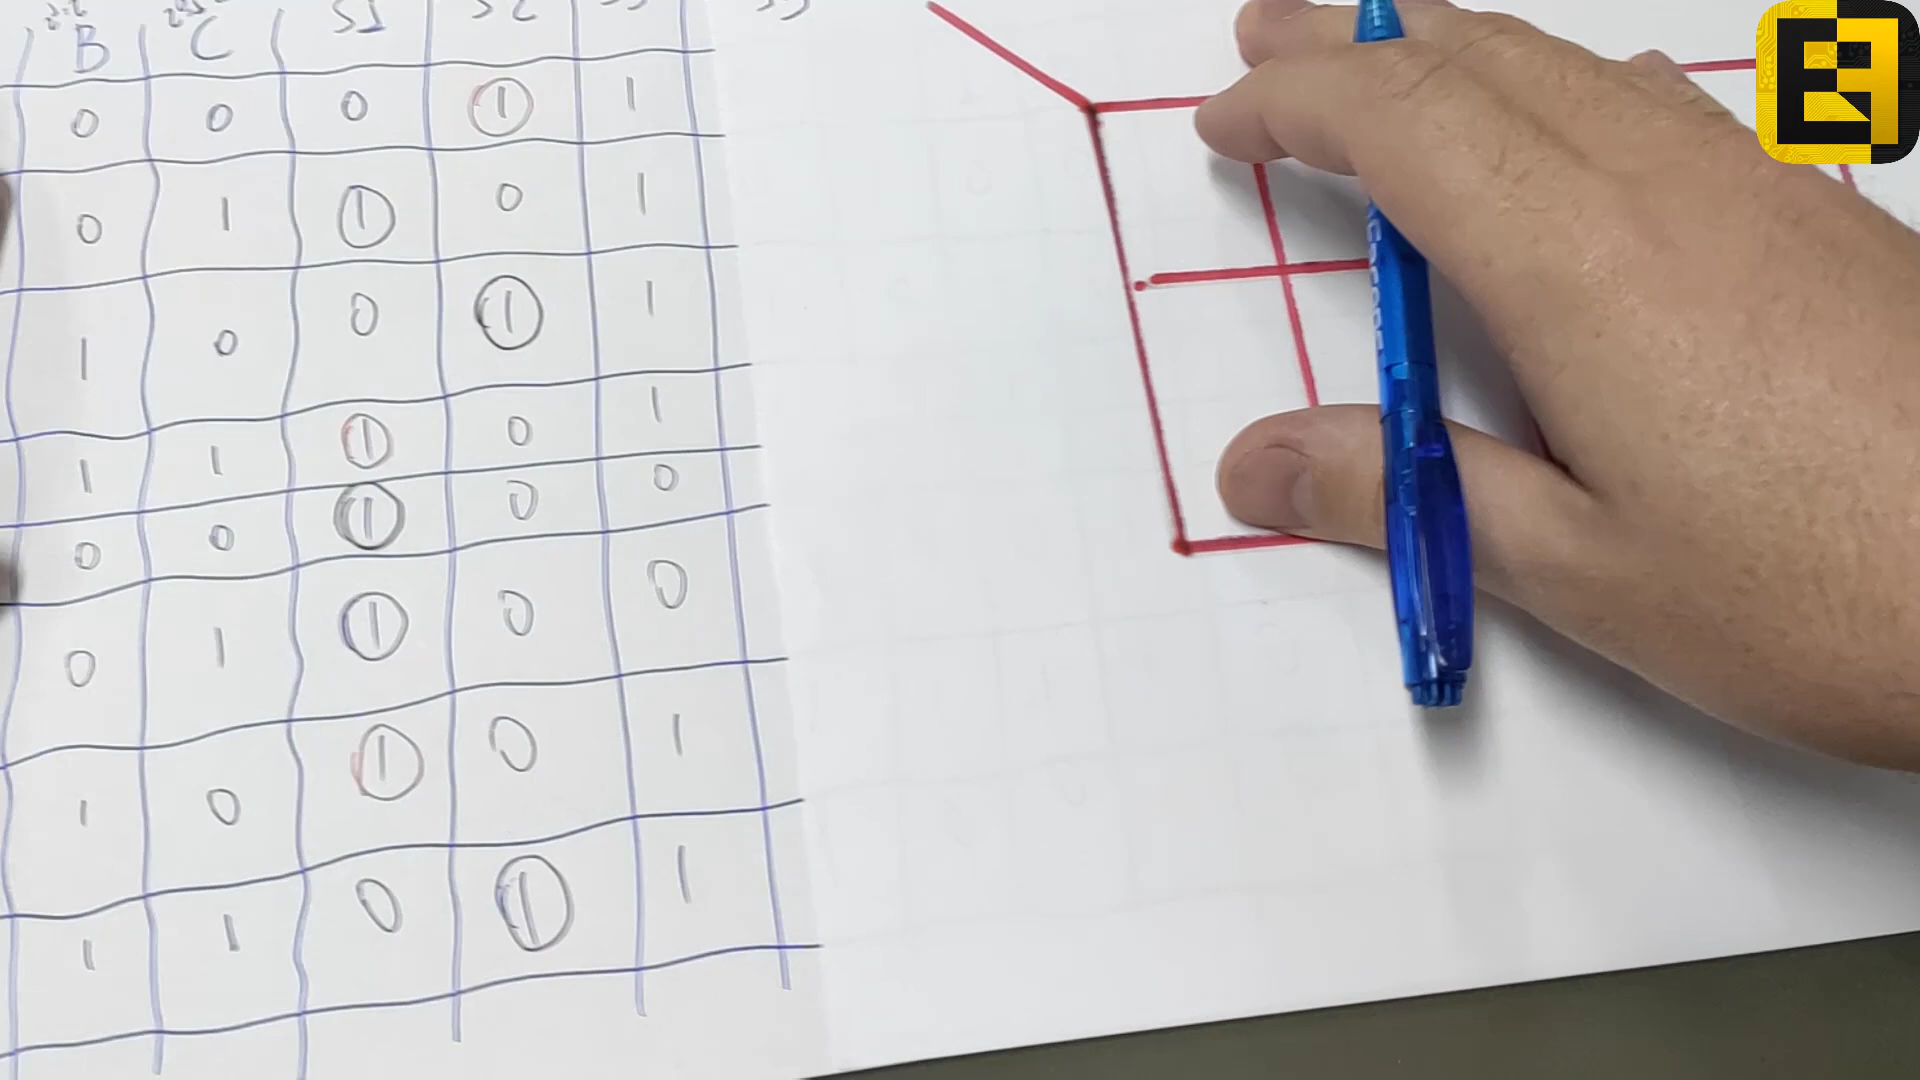 B C S1 S2
0 0 0 1 1
0 1 1 0 1
1 0 0 1 1
1 1 1 0 1
0 0 1 0 0
0 1 1 0 0
1 0 1 0 1
1 1 0 1 1